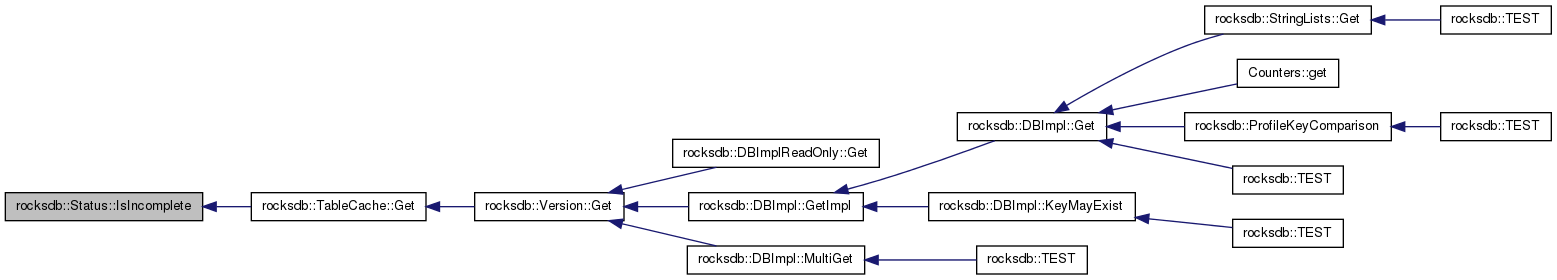 rocksdb::StringLists::Get
rocksdb::TEST
Counters::get
rocksdb::DBImpl::Get
rocksdb::ProfileKeyComparison
rocksdb::TEST
rocksdb::DBImplReadOnly::Get
rocksdb::TEST
rocksdb::Status::IsIncomplete
rocksdb::TableCache::Get
rocksdb::Version::Get
rocksdb::DBImpl::GetImpl
rocksdb::DBImpl::KeyMayExist
rocksdb::TEST
rocksdb::DBImpl::MultiGet
rocksdb::TEST